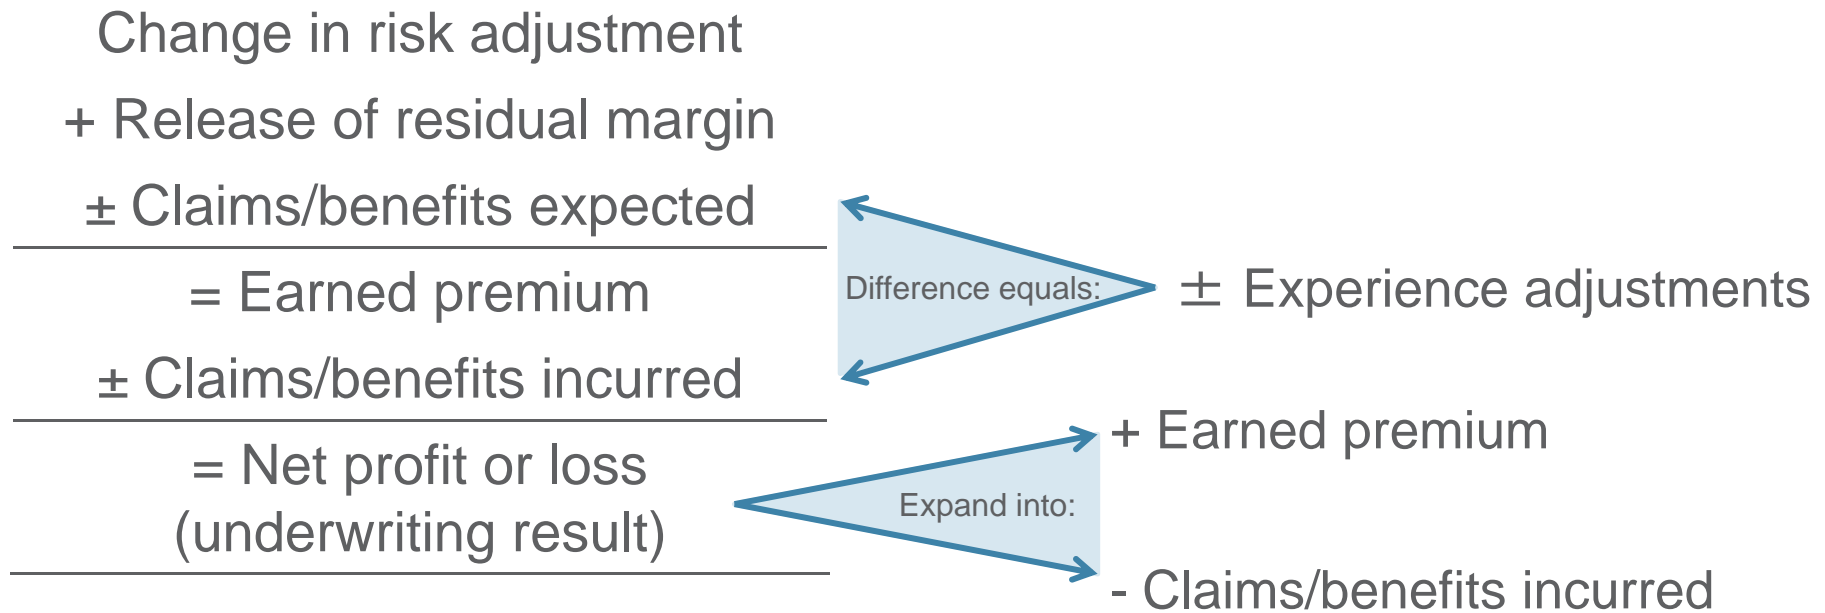 Change in risk adjustment
+ Release of residual margin
± Claims/benefits expected
= Earned premium
± Claims/benefits incurred
= Net profit or loss
(underwriting result)
Difference equals:
± Experience adjustments
Expand into:
+ Earned premium
- Claims/benefits incurred